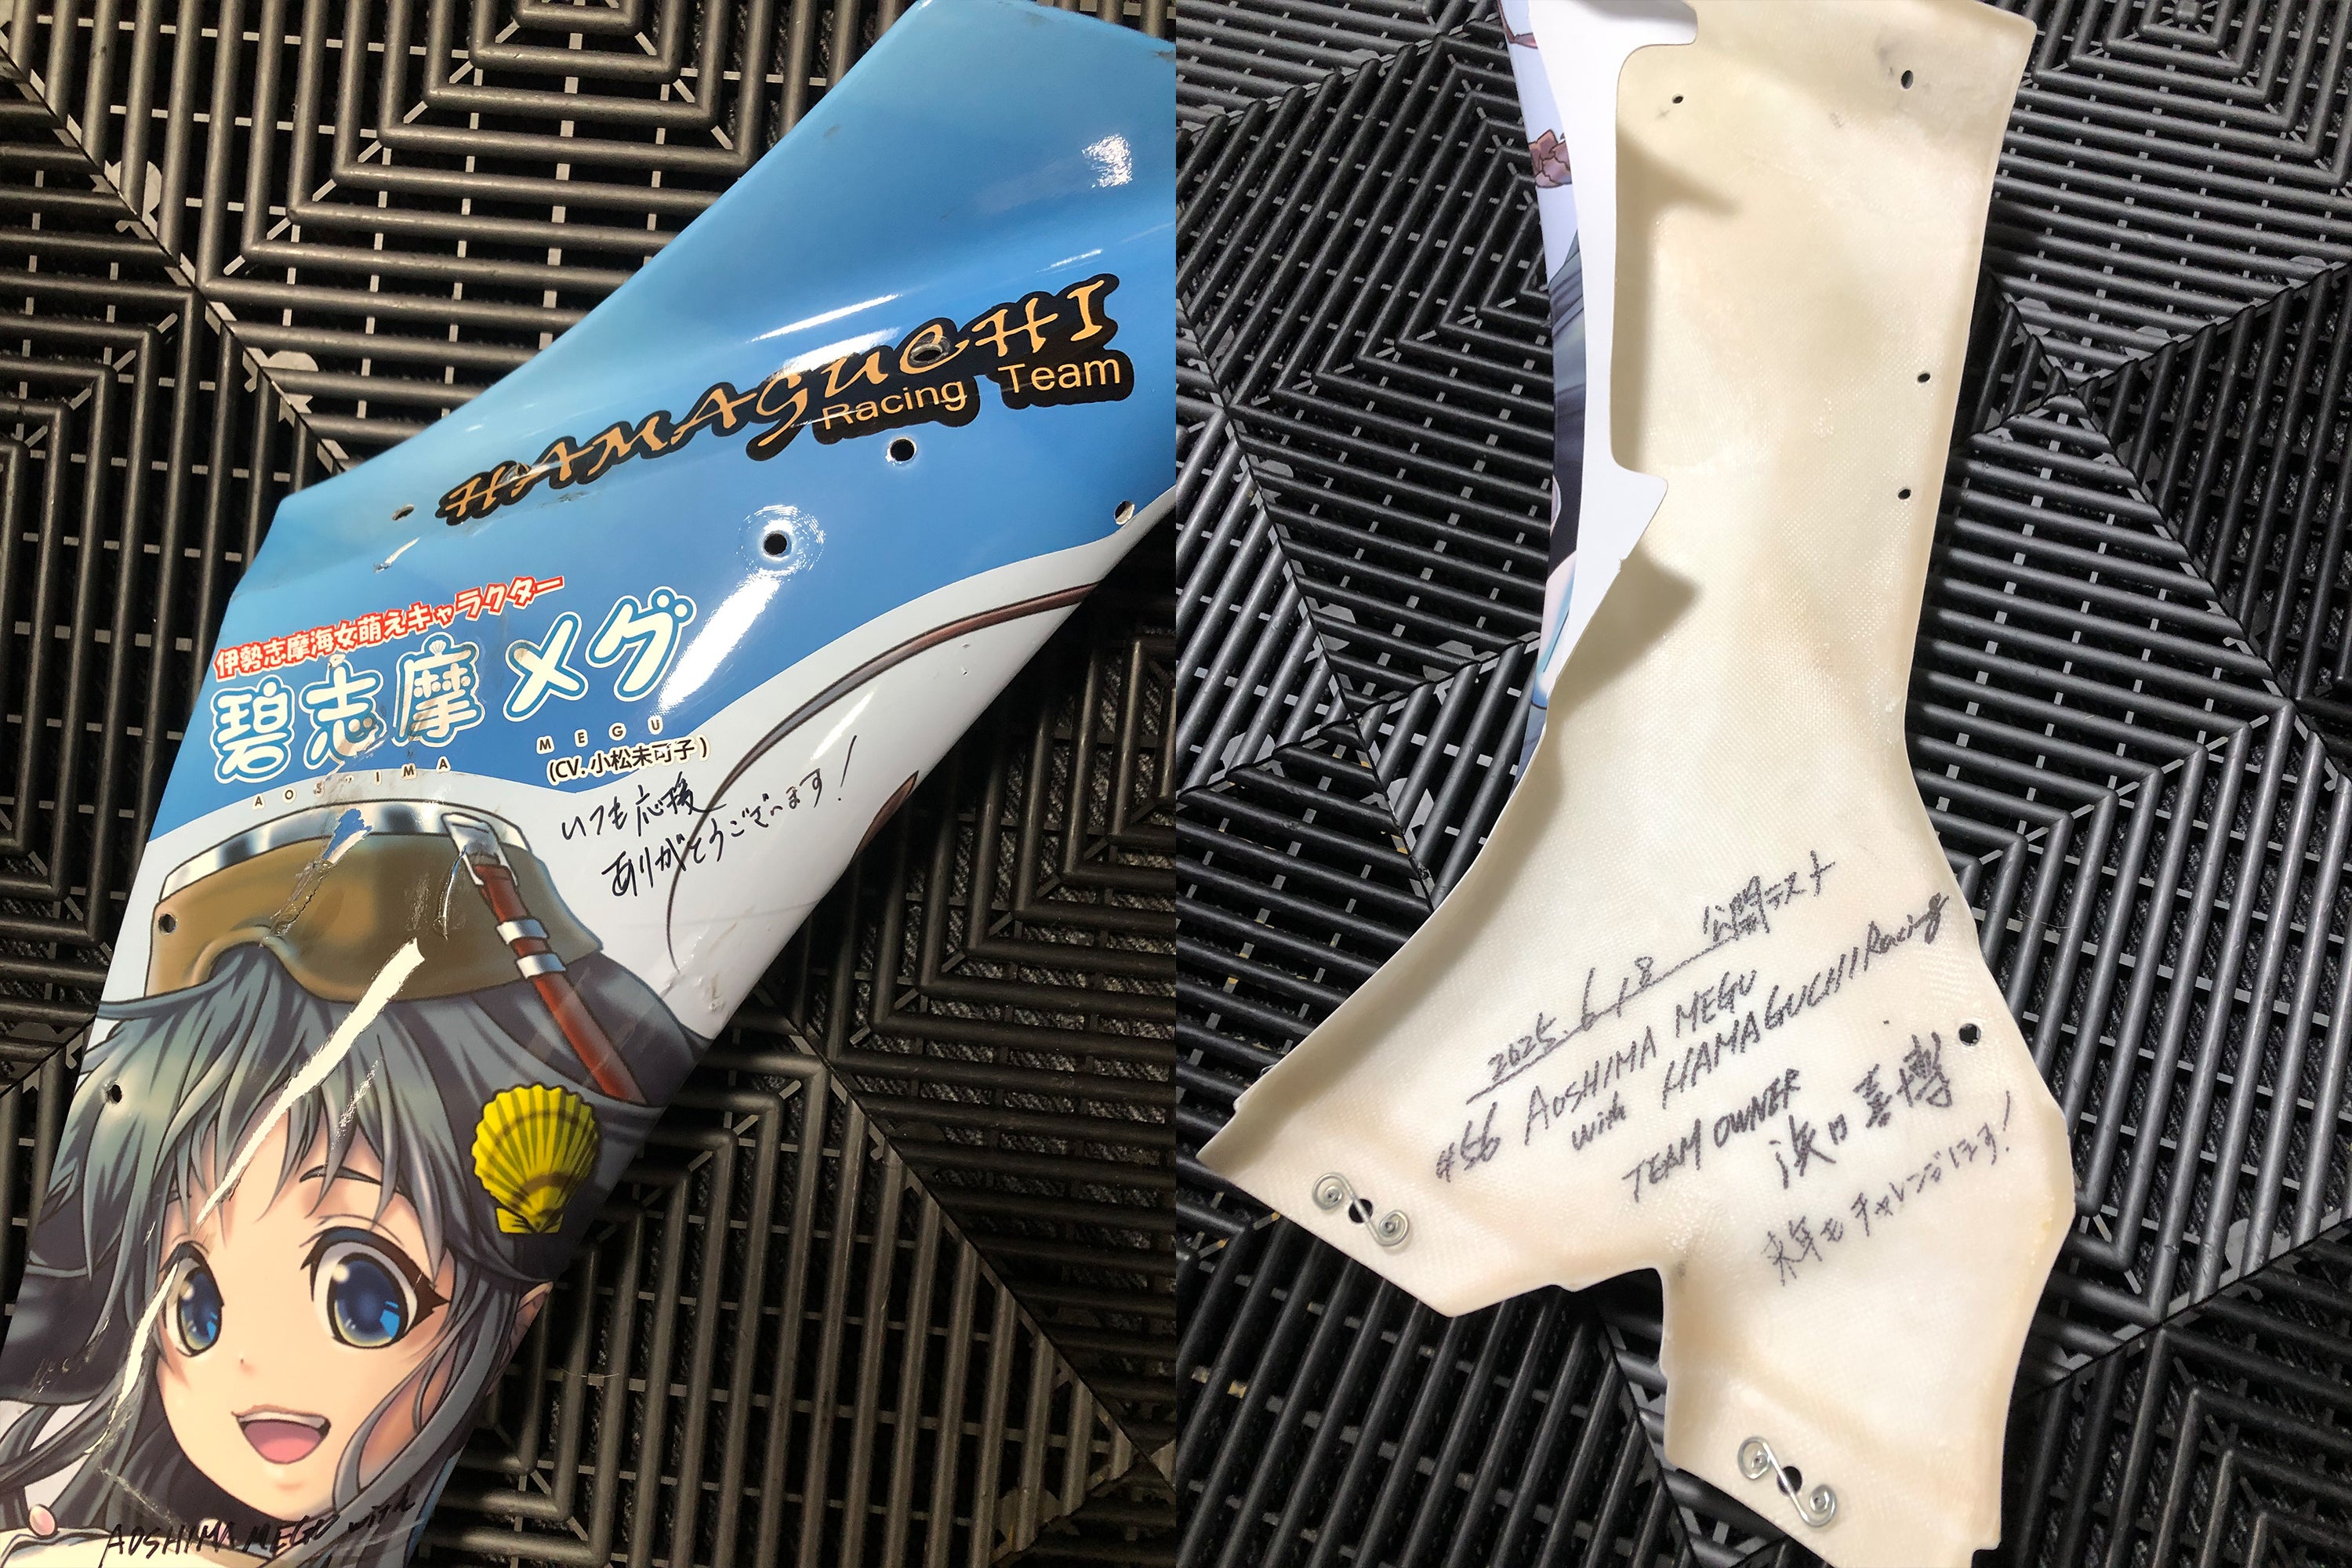 HAMAGUCHI
Racing Team
伊勢志摩海女萌えキャラクター
碧志摩メグ
AOSHIMA MEGU
(CV.小松未可子)
いつも応援
ありがとうございます!
AOSHIMA MEGU with
2025.6.18 公開テスト
#56 AOSHIMA MEGU
with HAMAGUCHI Racing
TEAM OWNER
浜口喜博
来年もチャレンジします!